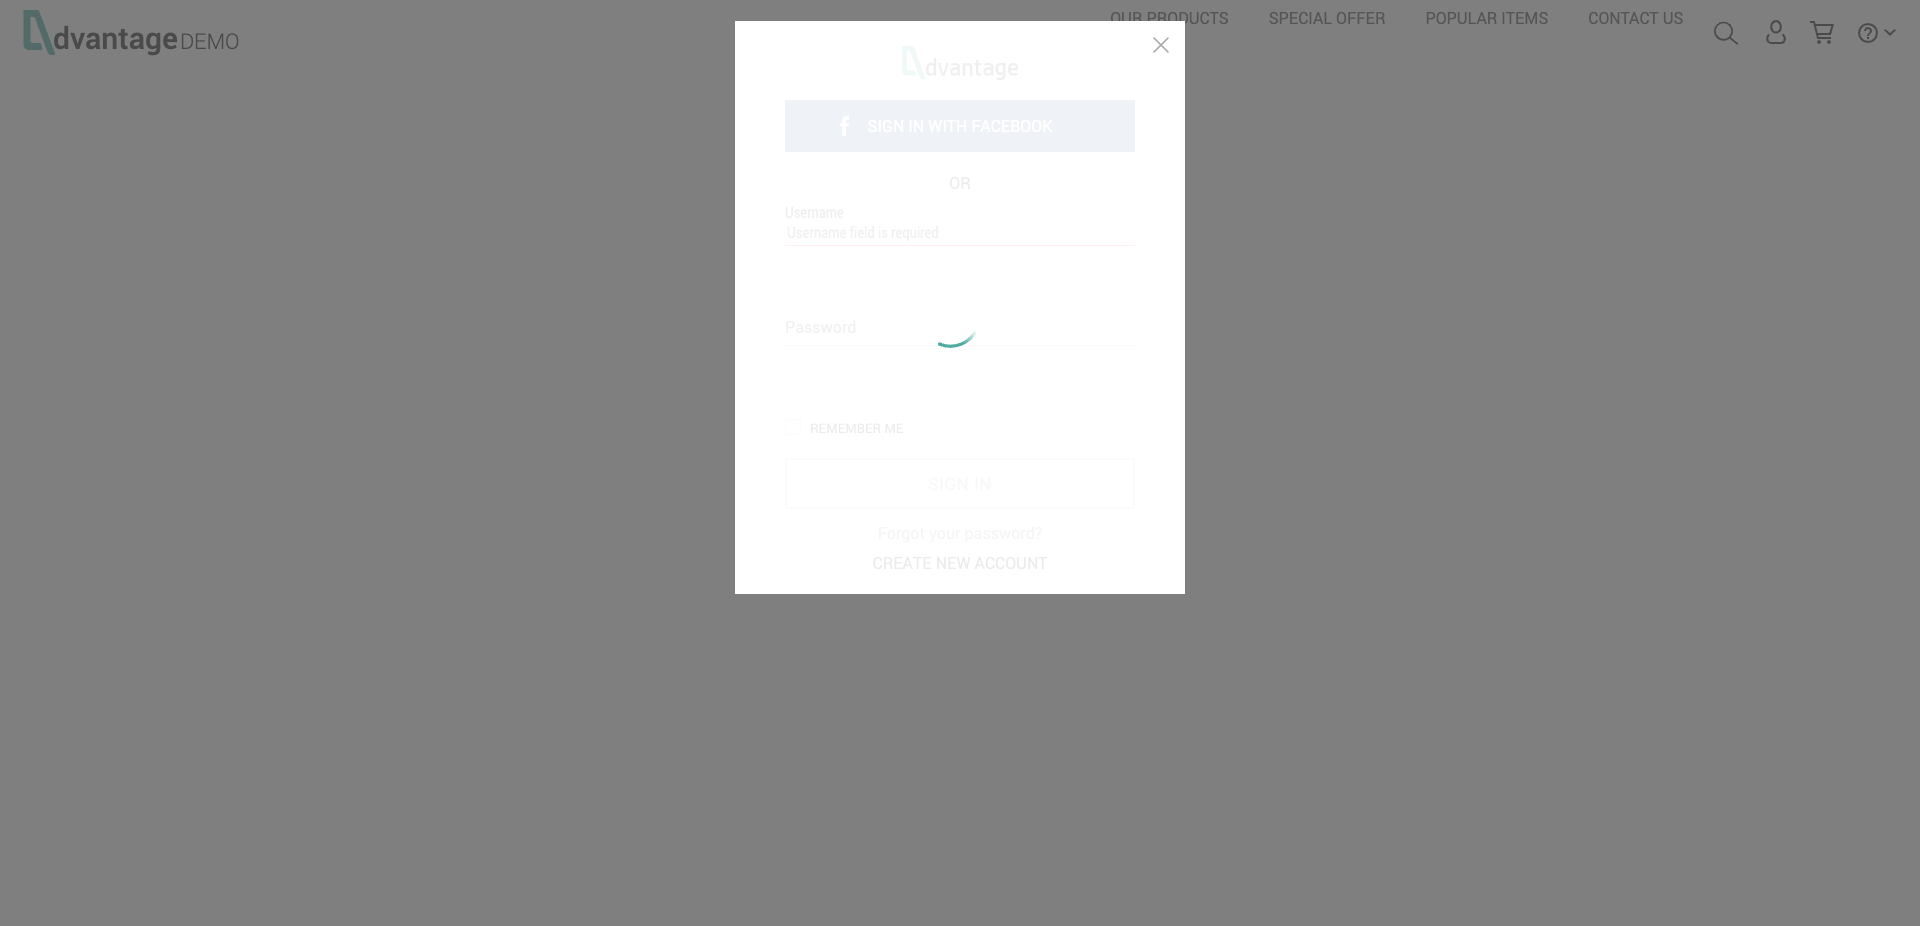 dvantage DEMO
OUR PRODUCTS
SPECIAL OFFER
POPULAR ITEMS
CONTACT US
dvantage
SIGN IN WITH FACEBOOK
OR
Username
Username field is required
Password
REMEMBER ME
SIGN IN
Forgot your password?
CREATE NEW ACCOUNT